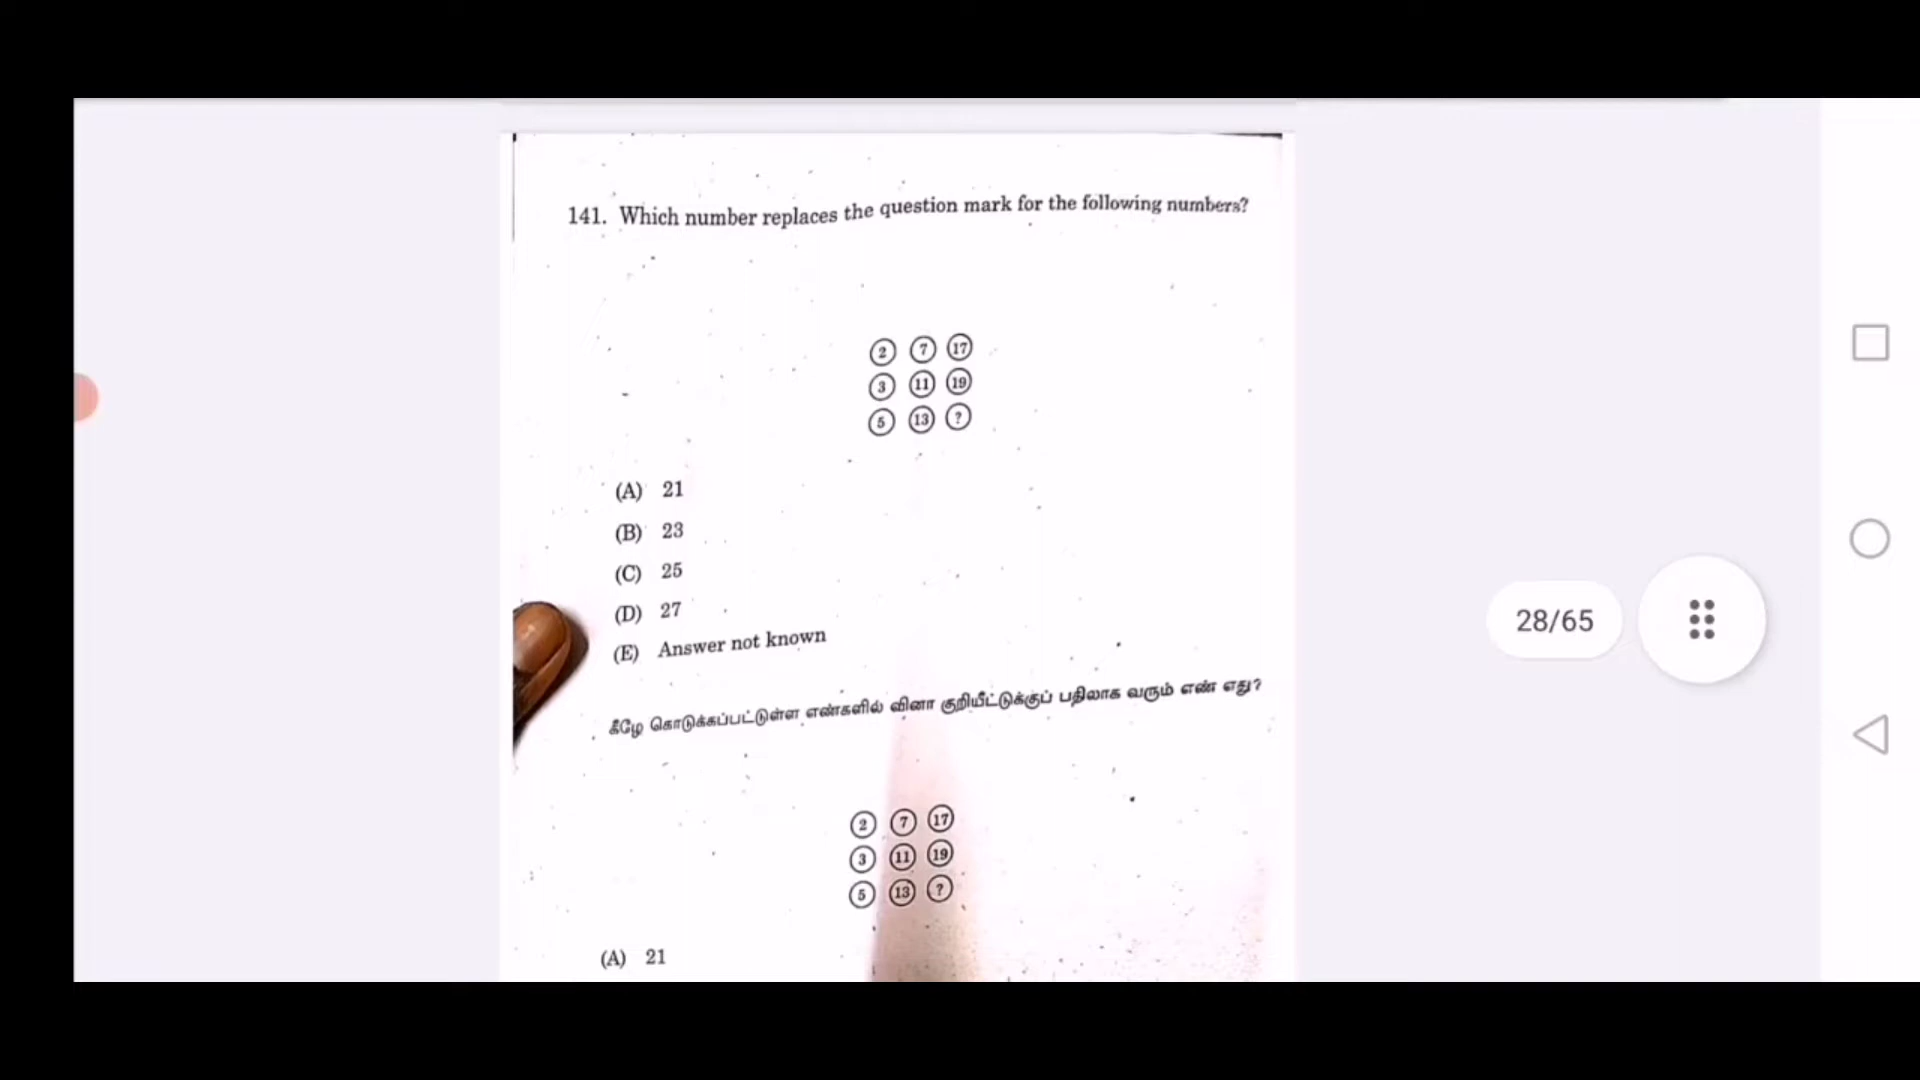 141. Which number replaces the question mark for the following numbers?
2 7 17
3 11 19
5 13 ?
(A) 21
(B) 23
(C) 25
(D) 27
(E) Answer not known
கீழே கொடுக்கப்பட்டுள்ள எண்களில் வினா குறியீட்டுக்குப் பதிலாக வரும் எண் எது?
2 7 17
3 11 19
5 13 ?
(A) 21
28/65